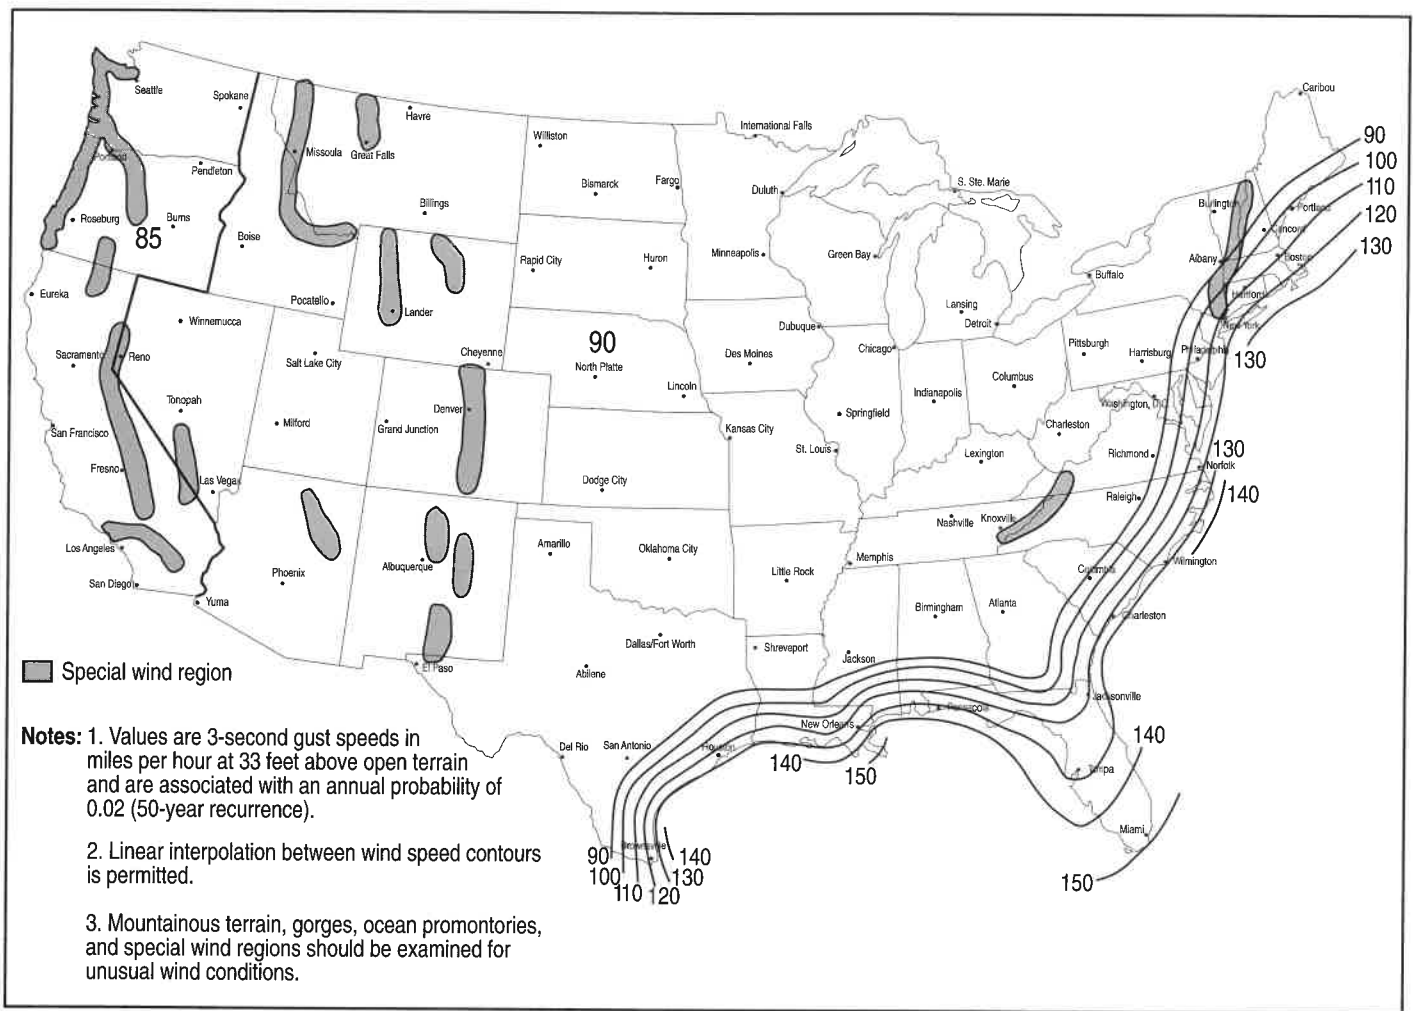 Caribou
Seattle
Spokane
Havre
International Falls
90
Williston
Missoula
Great Falls
100
Portland
Pendleton
Bismarck
Fargo
Duluth
S. Ste. Marie
110
Billings
Burlington
Portland
120
Roseburg
Burns
85
Boise
Concord
130
Rapid City
Huron
Minneapolis
Green Bay
Albany
Boston
Buffalo
Eureka
Pocatello
Lander
Lansing
Hartford
Winnemucca
Dubuque
Detroit
New York
Sacramento
Reno
Salt Lake City
Cheyenne
90
North Platte
Des Moines
Chicago
Pittsburgh
Harrisburg
Philadelphia
130
Lincoln
Indianapolis
Columbus
Tonopah
Milford
Grand Junction
Denver
Springfield
Charleston
Washington, D.C.
San Francisco
Kansas City
St. Louis
Lexington
Richmond
130
Norfolk
Fresno
Las Vegas
Dodge City
Raleigh
140
Nashville
Knoxville
Los Angeles
Albuquerque
Amarillo
Oklahoma City
Memphis
Wilmington
San Diego
Phoenix
Little Rock
Columbia
Yuma
Birmingham
Atlanta
Charleston
Dallas/Fort Worth
Shreveport
Jackson
El Paso
Abilene
Special wind region
Jacksonville
Pensacola
New Orleans
Del Rio
San Antonio
Houston
140
140
150
Tampa
Miami
150
Brownsville
90
100
110
120
130
140
Notes: 1. Values are 3-second gust speeds in
miles per hour at 33 feet above open terrain
and are associated with an annual probability of
0.02 (50-year recurrence).
2. Linear interpolation between wind speed contours
is permitted.
3. Mountainous terrain, gorges, ocean promontories,
and special wind regions should be examined for
unusual wind conditions.